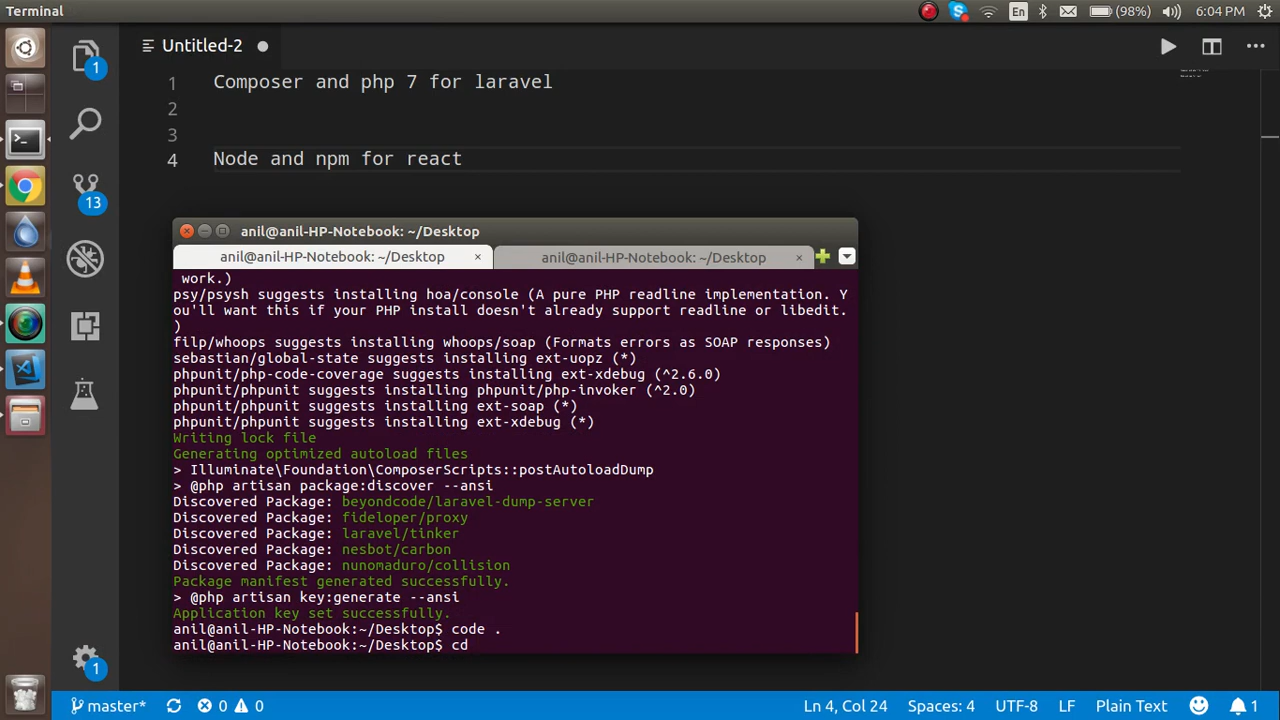 Terminal
En
(98%)
6:04 PM
1
Untitled-2
1 Composer and php 7 for laravel
2
3
4 Node and npm for react
13
anil@anil-HP-Notebook: ~/Desktop
anil@anil-HP-Notebook: ~/Desktop ×
anil@anil-HP-Notebook: ~/Desktop ×
work.)
psy/psysh suggests installing hoa/console (A pure PHP readline implementation. Y
ou'll want this if your PHP install doesn't already support readline or libedit.
)
filp/whoops suggests installing whoops/soap (Formats errors as SOAP responses)
sebastian/global-state suggests installing ext-uopz (*)
phpunit/php-code-coverage suggests installing ext-xdebug (^2.6.0)
phpunit/phpunit suggests installing phpunit/php-invoker (^2.0)
phpunit/phpunit suggests installing ext-soap (*)
phpunit/phpunit suggests installing ext-xdebug (*)
Writing lock file
Generating optimized autoload files
> Illuminate\Foundation\ComposerScripts::postAutoloadDump
> @php artisan package:discover --ansi
Discovered Package: beyondcode/laravel-dump-server
Discovered Package: fideloper/proxy
Discovered Package: laravel/tinker
Discovered Package: nesbot/carbon
Discovered Package: nunomaduro/collision
Package manifest generated successfully.
> @php artisan key:generate --ansi
Application key set successfully.
anil@anil-HP-Notebook:~/Desktop$ code .
anil@anil-HP-Notebook:~/Desktop$ cd
1
master* 0 0
Ln 4, Col 24 Spaces: 4 UTF-8 LF Plain Text 1